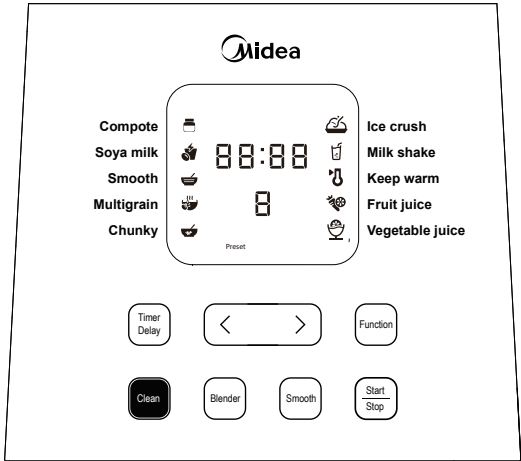 Midea
Compote
Ice crush
Soya milk
88:88
Milk shake
Smooth
Keep warm
Multigrain
8
Fruit juice
Chunky
Vegetable juice
Preset
Timer
Delay
< >
Function
Clean
Blender
Smooth
Start
Stop